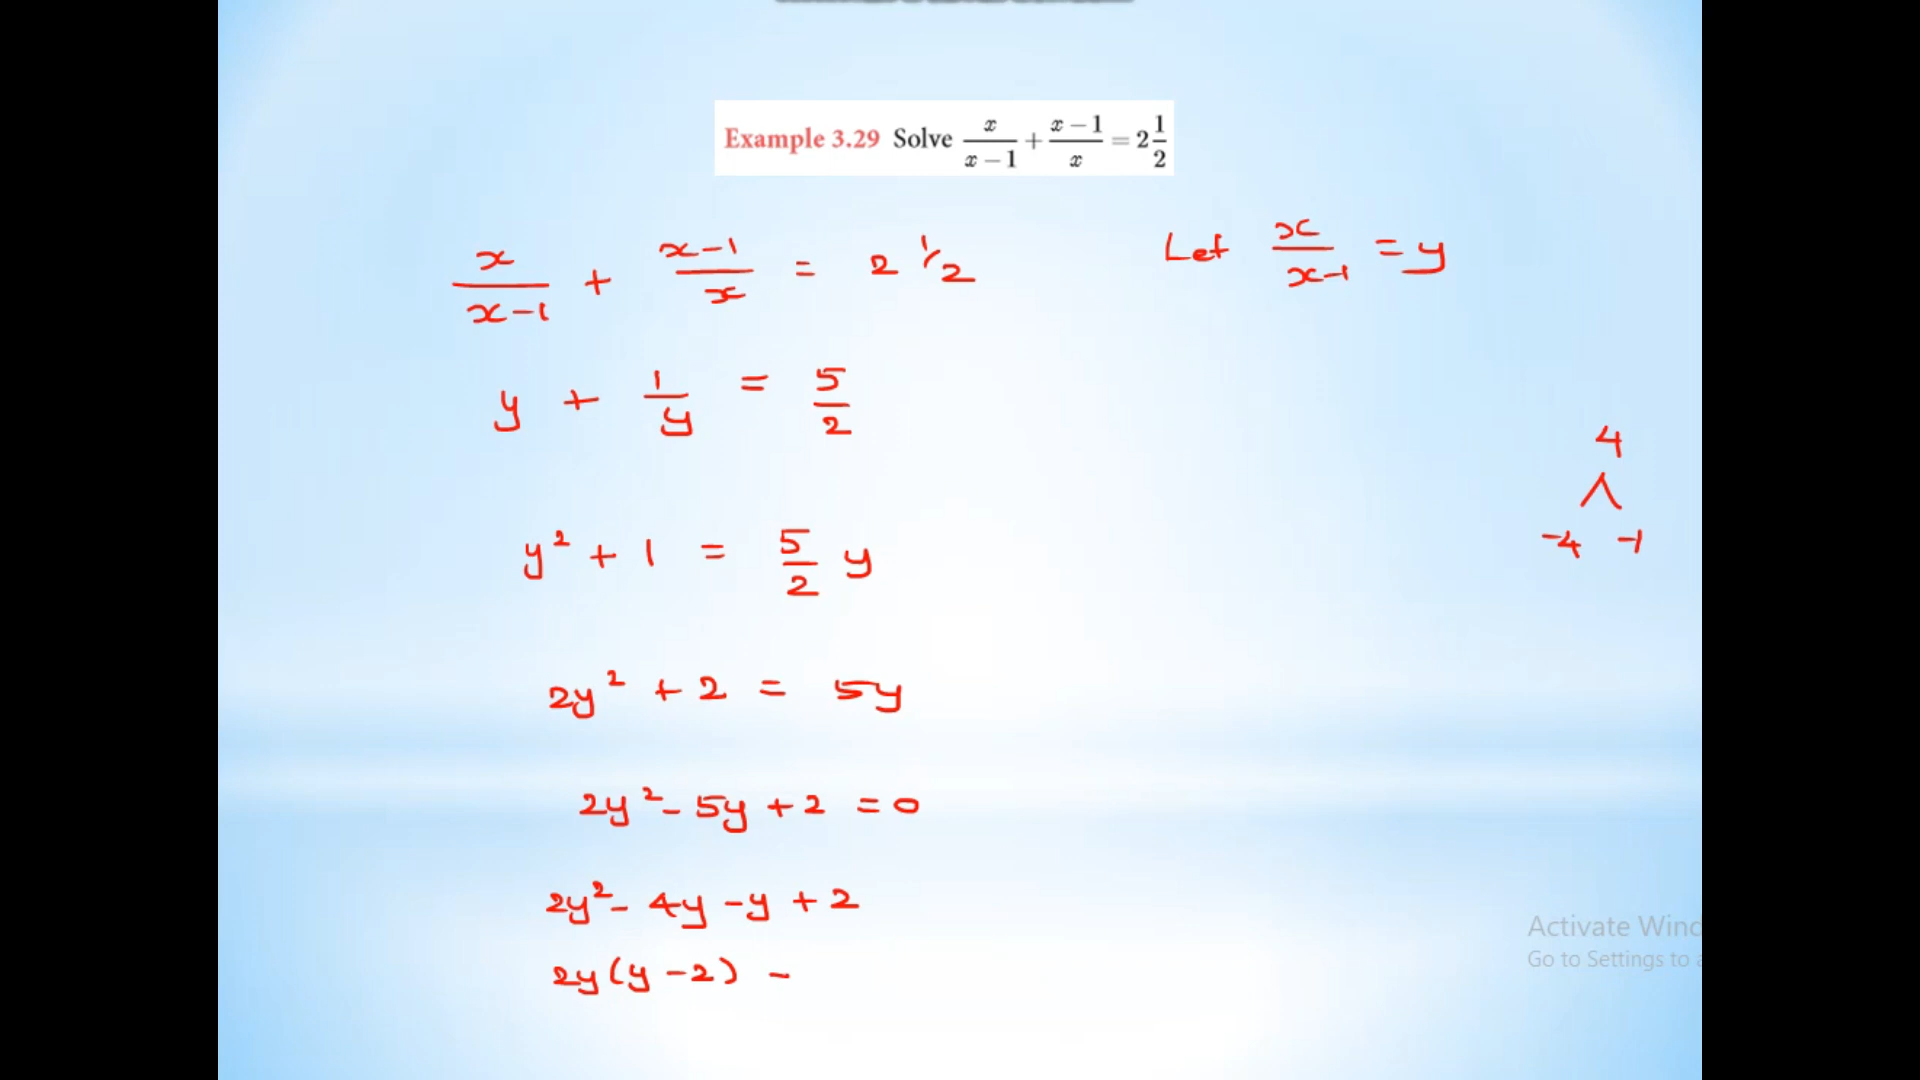 Example 3.29 Solve x/(x − 1) + (x − 1)/x = 2 1/2
x/(x-1) + (x-1)/x = 2 1/2
Let x/(x-1) = y
y + 1/y = 5/2
4
-4 -1
y² + 1 = 5/2 y
2y² + 2 = 5y
2y² - 5y + 2 = 0
2y² - 4y - y + 2
2y(y - 2) -
Activate Wind
Go to Settings to a